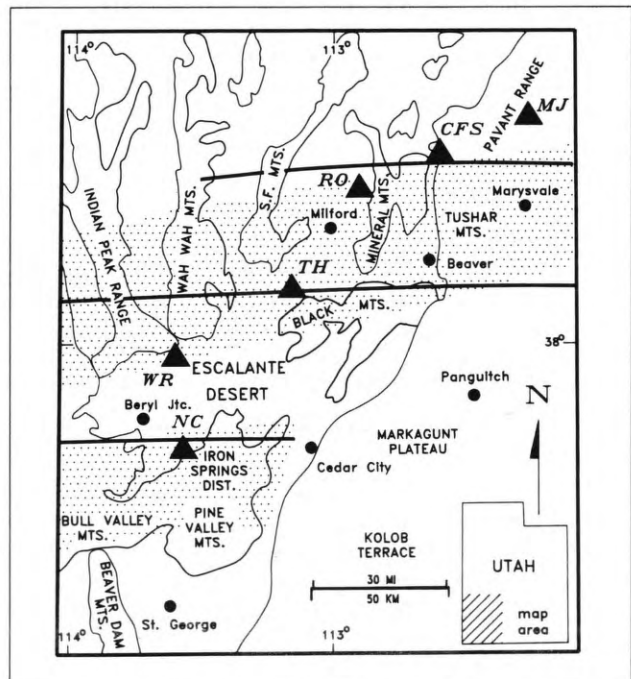 114°
113°
PAVANT RANGE
MJ
CFS
S.F. MTS.
WAH WAH MTS.
RO
MINERAL MTS.
Marysvale
INDIAN PEAK RANGE
Milford
TUSHAR
MTS.
Beaver
TH
BLACK MTS.
38°
WR
ESCALANTE
DESERT
Panguitch
Beryl Jtc.
NC
N
IRON
SPRINGS
DIST.
MARKAGUNT
PLATEAU
Cedar City
BULL VALLEY
MTS.
PINE
VALLEY
MTS.
KOLOB
TERRACE
UTAH
30 MI
50 KM
BEAVER DAM
MTS.
map
area
St. George
114°
113°